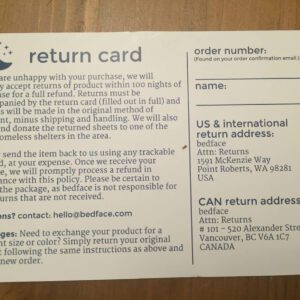 return card
are unhappy with your purchase, we will
y accept returns of product within 100 nights of
ase for a full refund. Returns must be
panied by the return card (filled out in full) and
s will be made in the original method of
ent, minus shipping and handling. We will also
and donate the returned sheets to one of the
omeless shelters in the area.
send the item back to us using any trackable
d, at your expense. Once we receive your
e, we will promptly process a refund in
ance with this policy. Please be certain to
the package, as bedface is not responsible for
turns that are not received.
ons? contact: hello@bedface.com
ges: Need to exchange your product for a
nt size or color? Simply return your original
t following the same instructions as above and
new order.
order number:
(Found on your order confirmation email.)
name:
US & international
return address:
bedface
Attn: Returns
1591 McKenzie Way
Point Roberts, WA 98281
USA
CAN return address
bedface
Attn: Returns
# 101 - 520 Alexander Stre
Vancouver, BC V6A 1C7
CANADA